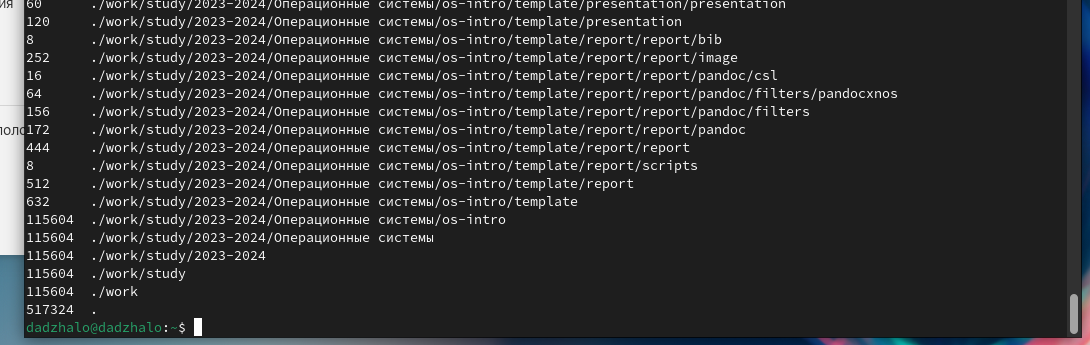 ия
60 ./work/study/2023-2024/Операционные системы/os-intro/template/presentation/presentation
120 ./work/study/2023-2024/Операционные системы/os-intro/template/presentation
8 ./work/study/2023-2024/Операционные системы/os-intro/template/report/report/bib
252 ./work/study/2023-2024/Операционные системы/os-intro/template/report/report/image
16 ./work/study/2023-2024/Операционные системы/os-intro/template/report/report/pandoc/csl
64 ./work/study/2023-2024/Операционные системы/os-intro/template/report/report/pandoc/filters/pandocxnos
156 ./work/study/2023-2024/Операционные системы/os-intro/template/report/report/pandoc/filters
поло
172 ./work/study/2023-2024/Операционные системы/os-intro/template/report/report/pandoc
444 ./work/study/2023-2024/Операционные системы/os-intro/template/report/report
8 ./work/study/2023-2024/Операционные системы/os-intro/template/report/scripts
512 ./work/study/2023-2024/Операционные системы/os-intro/template/report
632 ./work/study/2023-2024/Операционные системы/os-intro/template
115604 ./work/study/2023-2024/Операционные системы/os-intro
115604 ./work/study/2023-2024/Операционные системы
115604 ./work/study/2023-2024
115604 ./work/study
115604 ./work
517324 .
dadzhalo@dadzhalo:~$